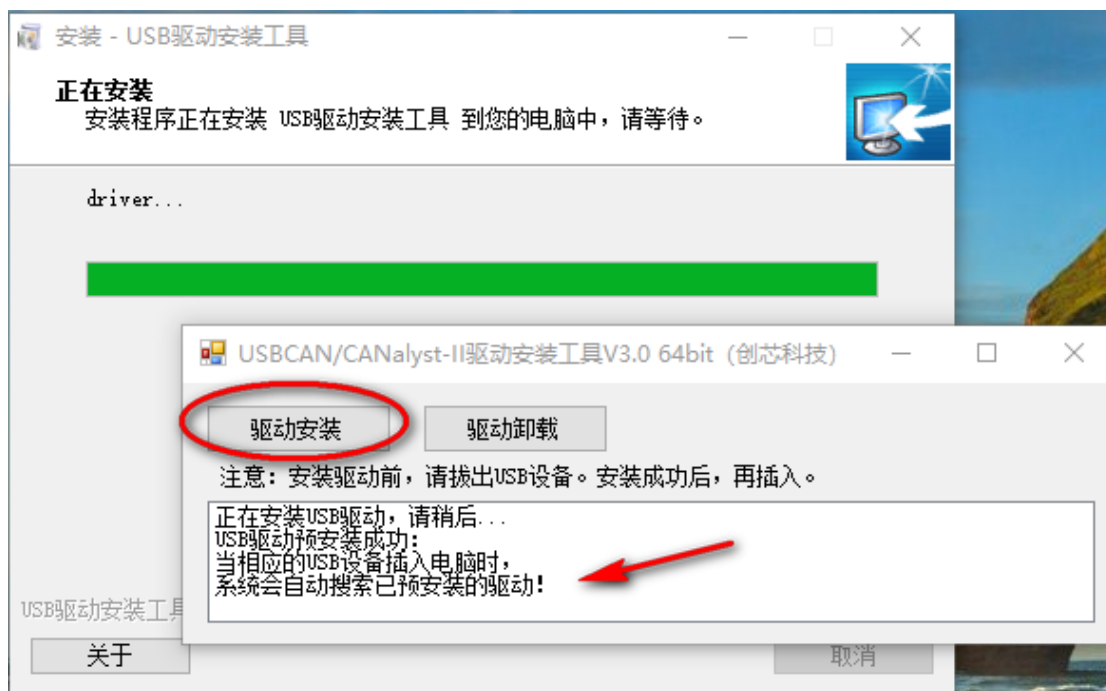 安装 - USB驱动安装工具
正在安装
安装程序正在安装 USB驱动安装工具 到您的电脑中，请等待。
driver...
USBCAN/CANalyst-II驱动安装工具V3.0 64bit（创芯科技）
驱动安装
驱动卸载
注意：安装驱动前，请拔出USB设备。安装成功后，再插入。
正在安装USB驱动，请稍后...
USB驱动预安装成功：
当相应的USB设备插入电脑时，
系统会自动搜索已预安装的驱动！
USB驱动安装工具
关于
取消